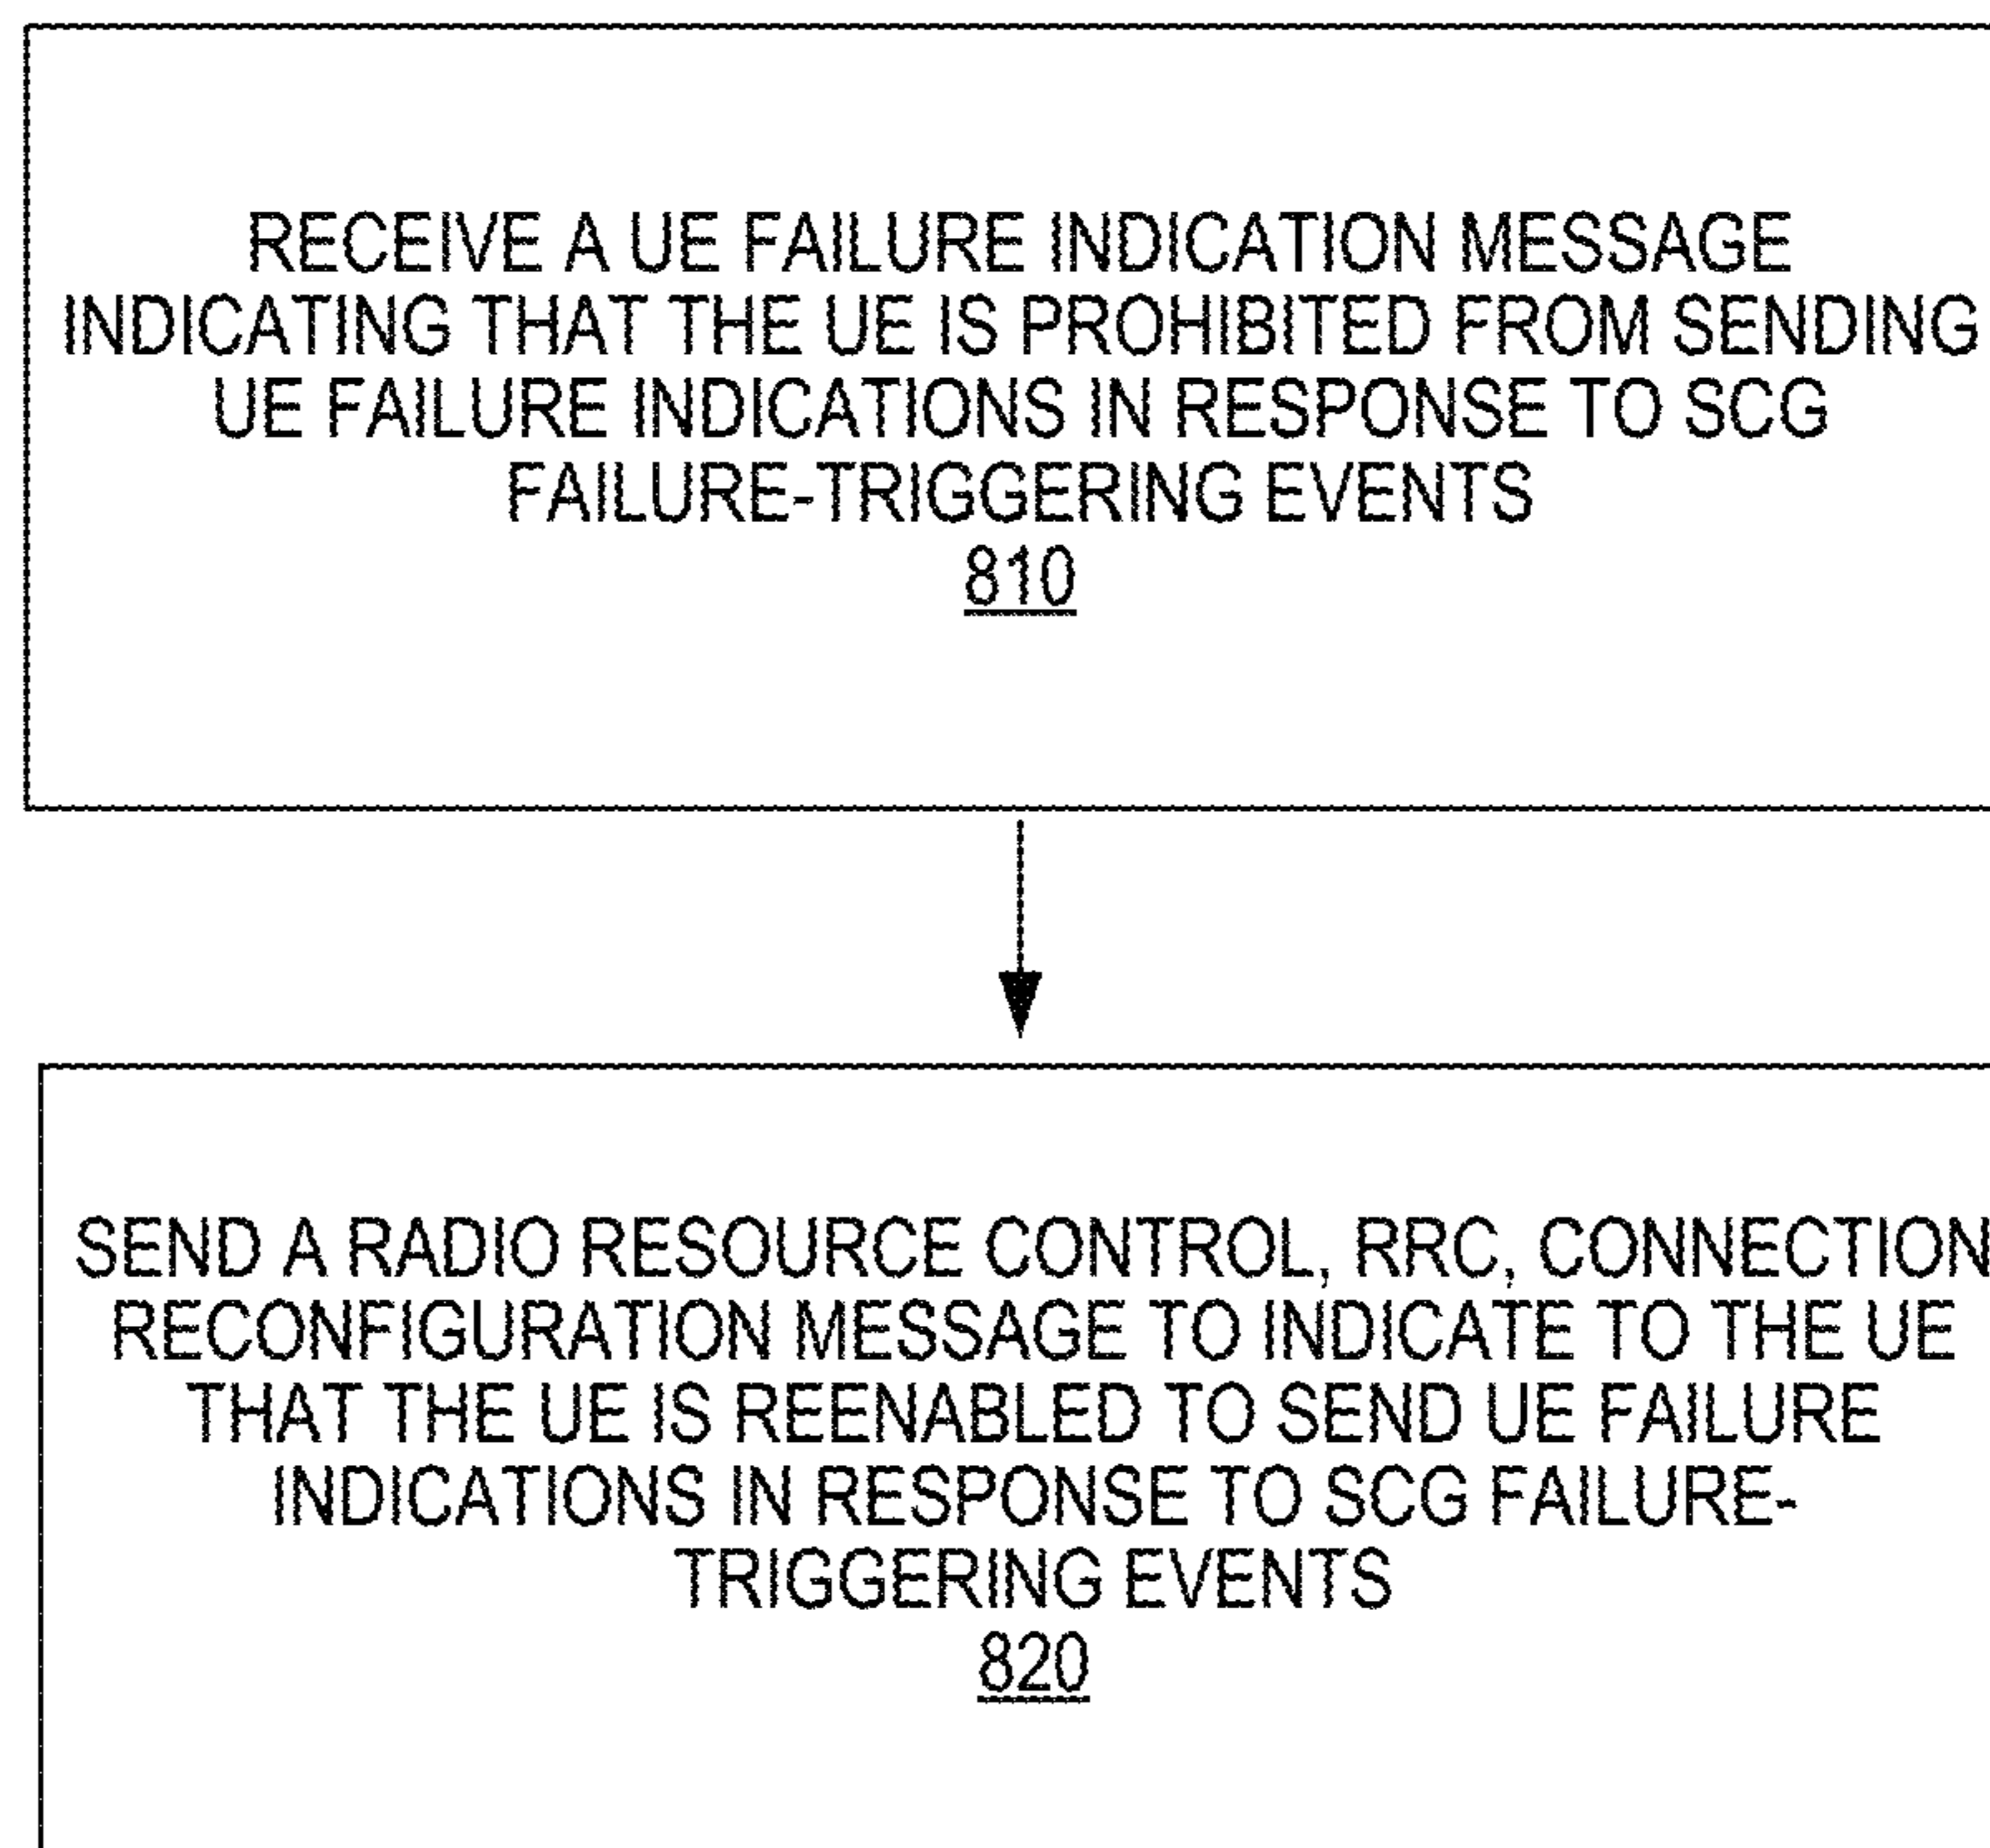 RECEIVE A UE FAILURE INDICATION MESSAGE
INDICATING THAT THE UE IS PROHIBITED FROM SENDING
UE FAILURE INDICATIONS IN RESPONSE TO SCG
FAILURE-TRIGGERING EVENTS
810
SEND A RADIO RESOURCE CONTROL, RRC, CONNECTION
RECONFIGURATION MESSAGE TO INDICATE TO THE UE
THAT THE UE IS REENABLED TO SEND UE FAILURE
INDICATIONS IN RESPONSE TO SCG FAILURE-
TRIGGERING EVENTS
820